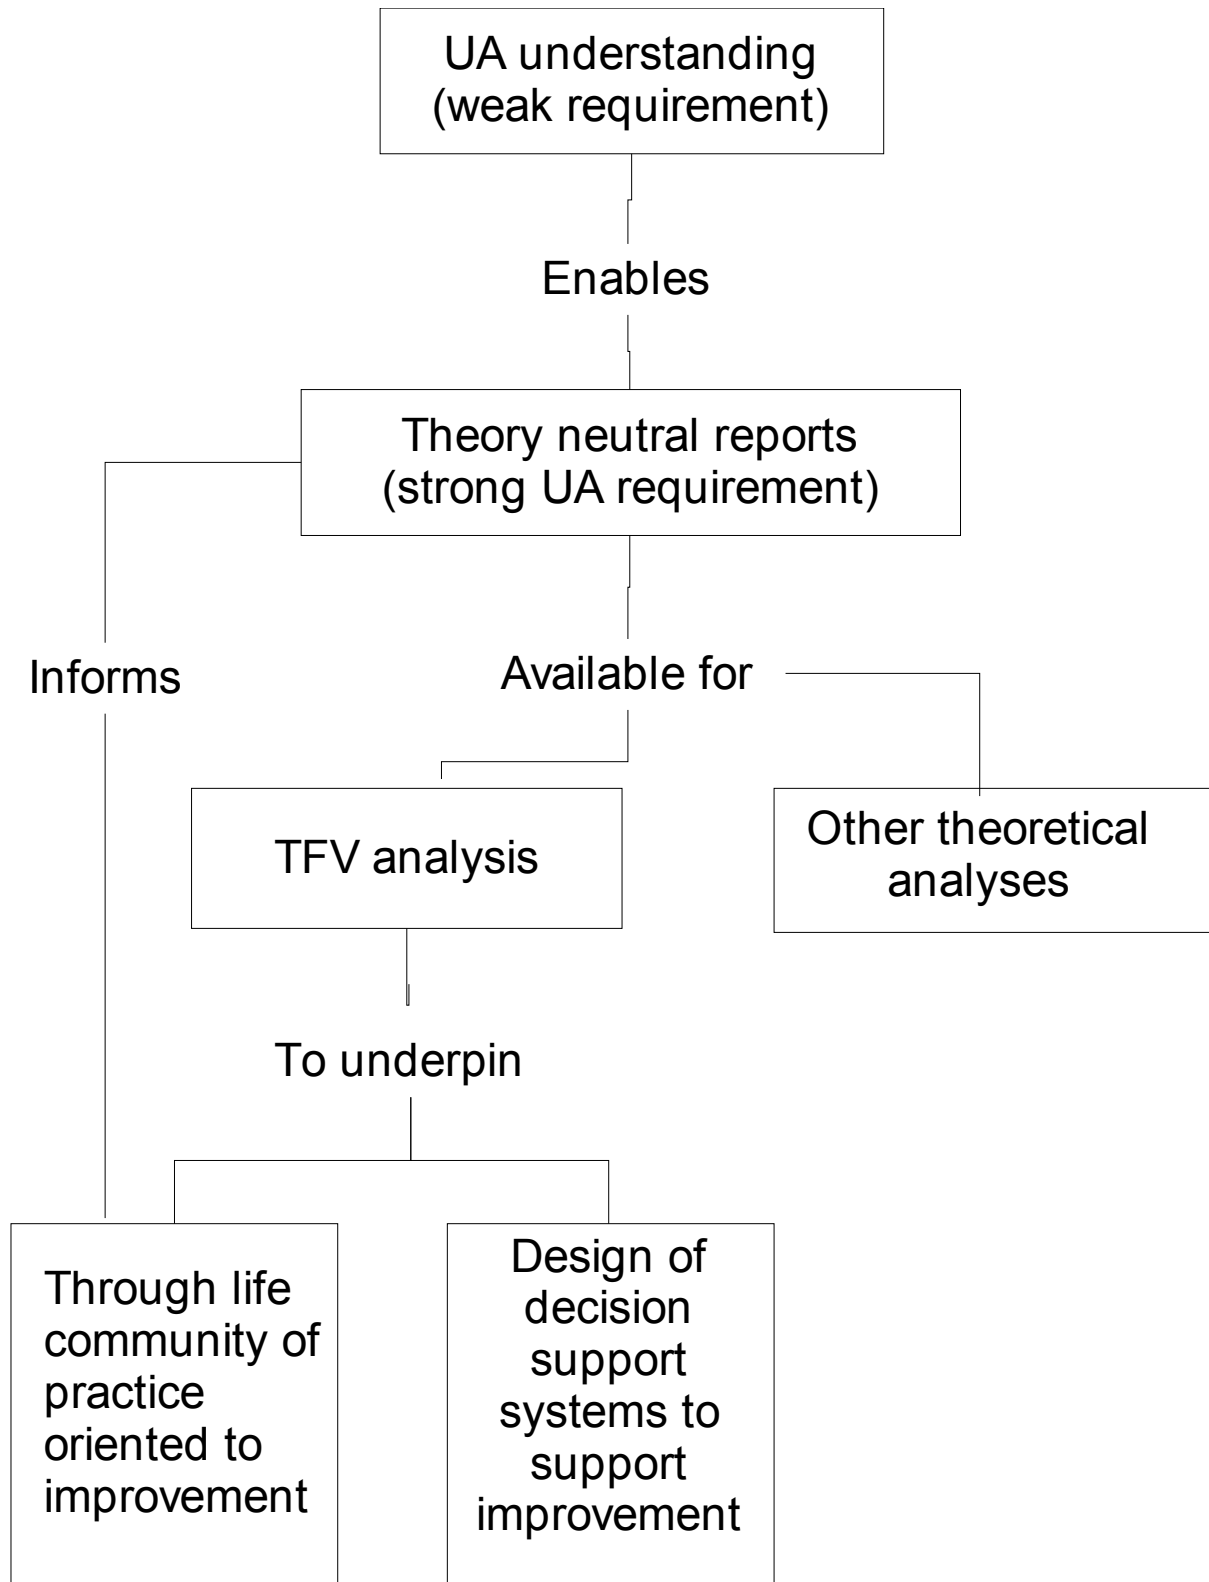 UA understanding
(weak requirement)
Enables
Theory neutral reports
(strong UA requirement)
Informs
Available for
TFV analysis
Other theoretical
analyses
To underpin
Through life
community of
practice
oriented to
improvement
Design of
decision
support
systems to
support
improvement